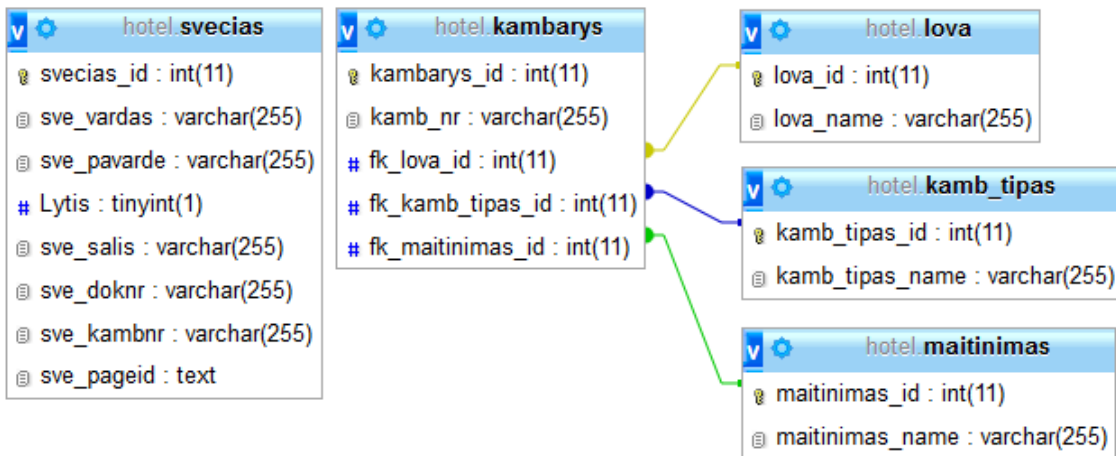 v hotel.svecias
svecias_id : int(11)
sve_vardas : varchar(255)
sve_pavarde : varchar(255)
# Lytis : tinyint(1)
sve_salis : varchar(255)
sve_doknr : varchar(255)
sve_kambnr : varchar(255)
sve_pageid : text
v hotel.kambarys
kambarys_id : int(11)
kamb_nr : varchar(255)
# fk_lova_id : int(11)
# fk_kamb_tipas_id : int(11)
# fk_maitinimas_id : int(11)
v hotel.lova
lova_id : int(11)
lova_name : varchar(255)
v hotel.kamb_tipas
kamb_tipas_id : int(11)
kamb_tipas_name : varchar(255)
v hotel.maitinimas
maitinimas_id : int(11)
maitinimas_name : varchar(255)